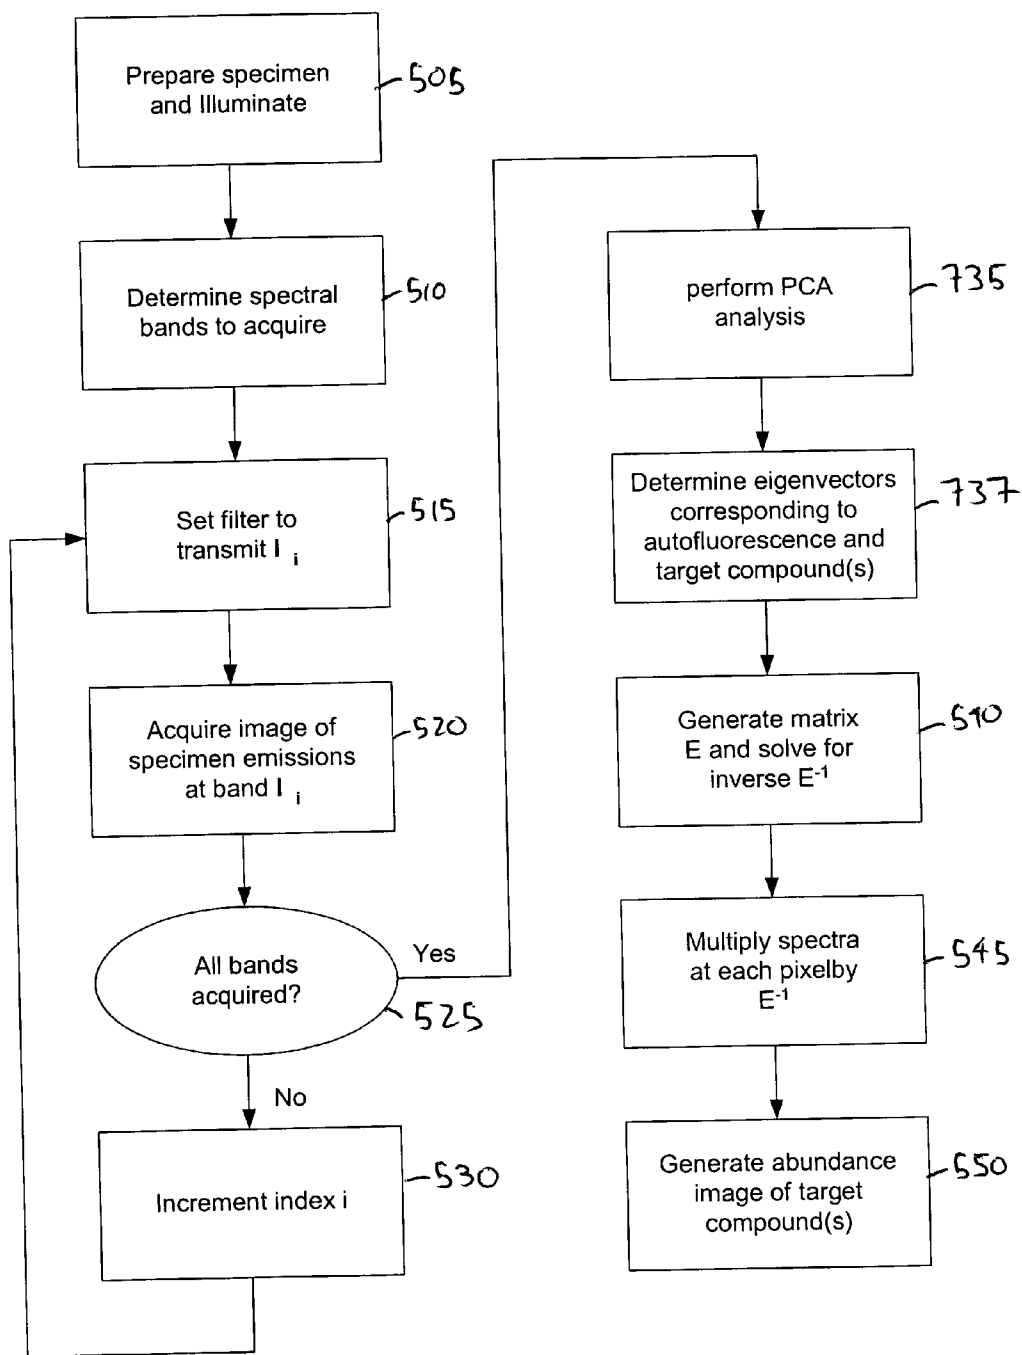 Prepare specimen
and Illuminate
505
Determine spectral
bands to acquire
510
Set filter to
transmit I i
515
Acquire image of
specimen emissions
at band I i
520
All bands
acquired?
525
Yes
No
Increment index i
530
perform PCA
analysis
735
Determine eigenvectors
corresponding to
autofluorescence and
target compound(s)
737
Generate matrix
E and solve for
inverse E-1
540
Multiply spectra
at each pixelby
E-1
545
Generate abundance
image of target
compound(s)
550